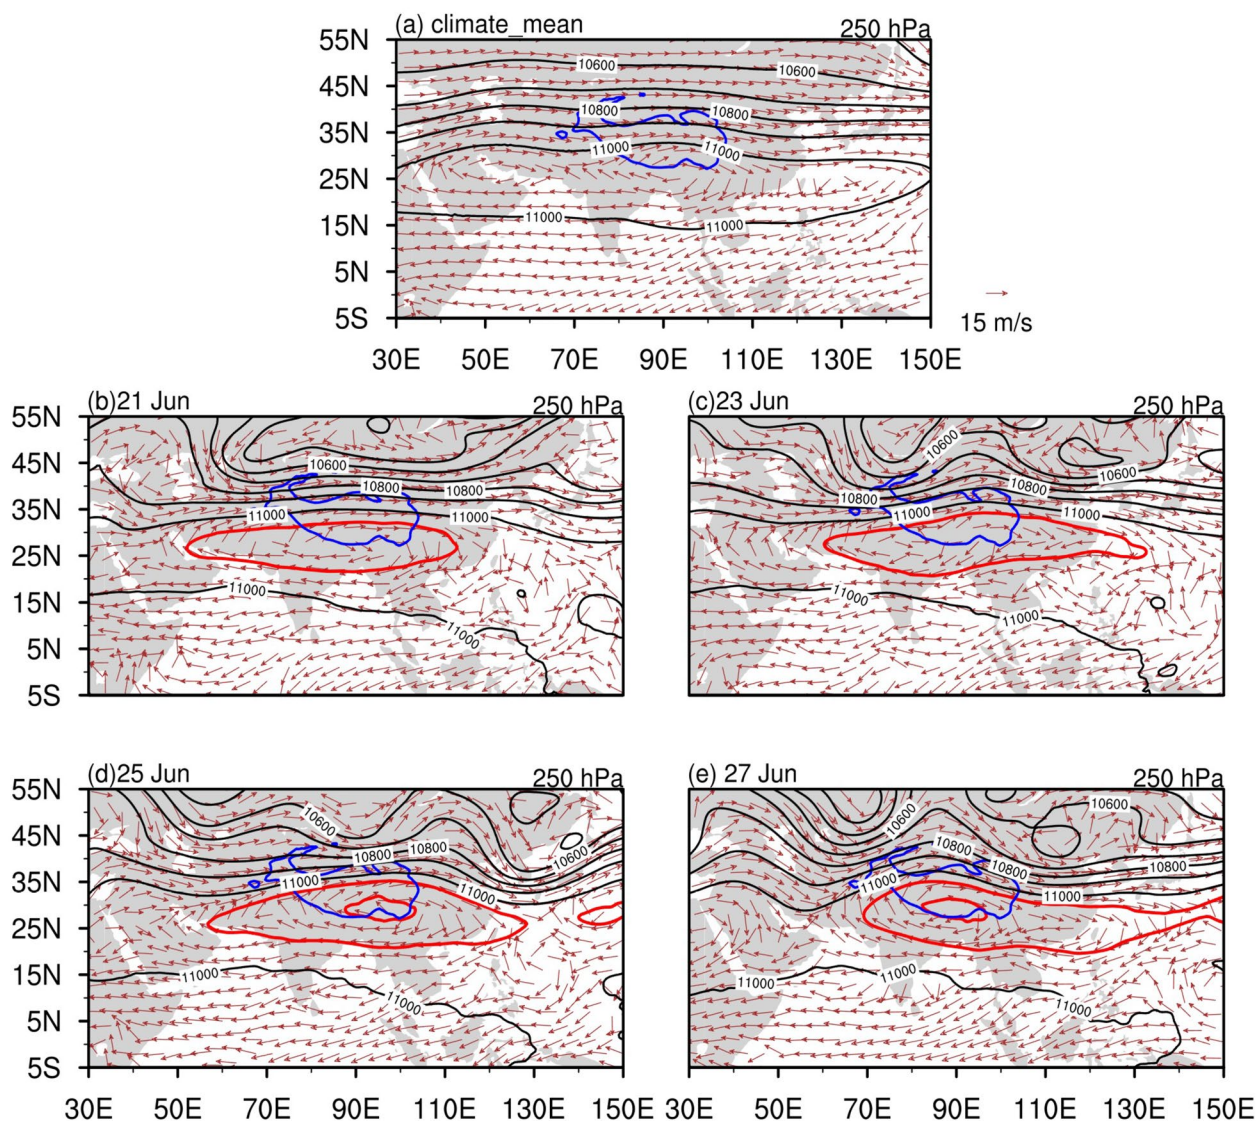 (a) climate_mean 250 hPa
55N
45N
35N
25N
15N
5N
5S
10600 10600
10800 10800
11000 11000
11000 11000
15 m/s
30E 50E 70E 90E 110E 130E 150E
(b)21 Jun 250 hPa
55N
45N
35N
25N
15N
5N
5S
10600
10800 10800
11000 11000
11000 11000
(c)23 Jun 250 hPa
10600 10600
10800 10800
11000 11000
11000 11000
(d)25 Jun 250 hPa
55N
45N
35N
25N
15N
5N
5S
10600 10600
10800 10800
11000 11000
11000 11000
30E 50E 70E 90E 110E 130E 150E
(e) 27 Jun 250 hPa
10600 10600
10800 10800 10800
11000 11000
11000 11000
30E 50E 70E 90E 110E 130E 150E